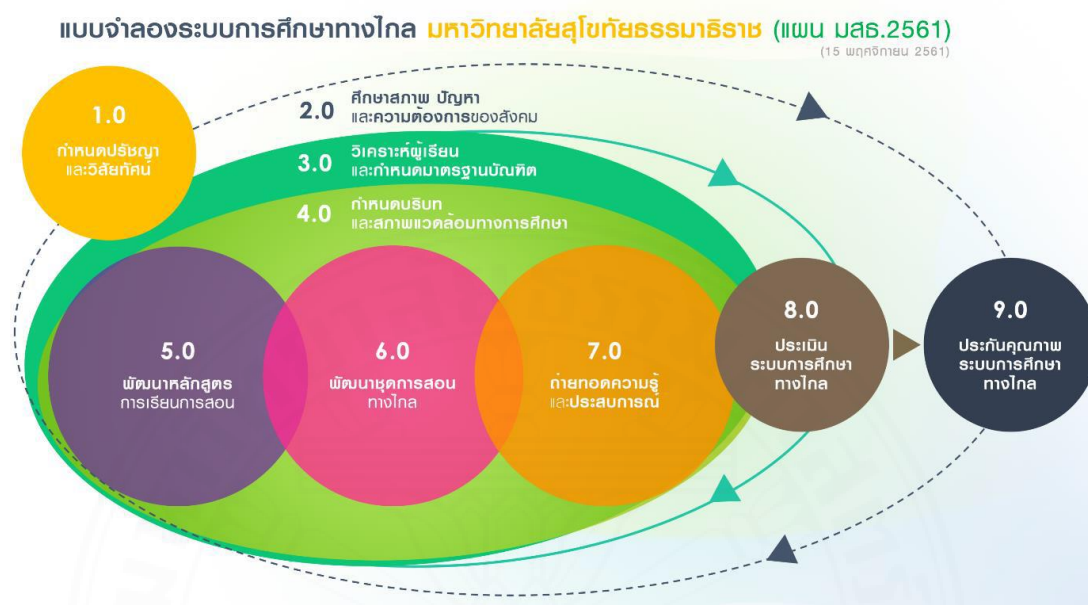 แบบจำลองระบบการศึกษาทางไกล มหาวิทยาลัยสุโขทัยธรรมาธิราช (แผน มสธ.2561)
(15 พฤศจิกายน 2561)
1.0
กำหนดปรัชญา
และวิสัยทัศน์
2.0
ศึกษาสภาพ ปัญหา
และความต้องการของสังคม
3.0
วิเคราะห์ผู้เรียน
และกำหนดมาตรฐานบัณฑิต
4.0
กำหนดบริบท
และสภาพแวดล้อมทางการศึกษา
5.0
พัฒนาหลักสูตร
การเรียนการสอน
6.0
พัฒนาชุดการสอน
ทางไกล
7.0
ถ่ายทอดความรู้
และประสบการณ์
8.0
ประเมิน
ระบบการศึกษา
ทางไกล
9.0
ประกันคุณภาพ
ระบบการศึกษา
ทางไกล